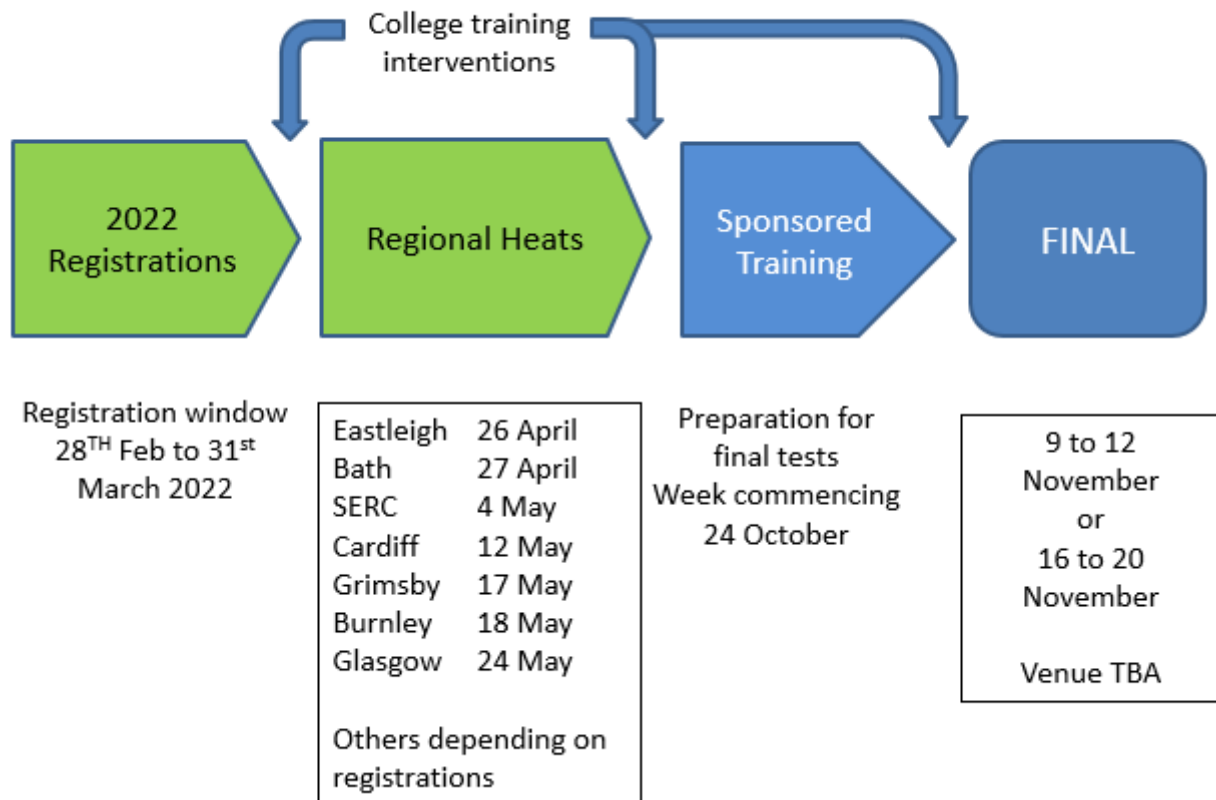 College training
interventions
2022
Registrations
Regional Heats
Sponsored
Training
FINAL
Registration window
28TH Feb to 31st
March 2022
Eastleigh 26 April
Bath 27 April
SERC 4 May
Cardiff 12 May
Grimsby 17 May
Burnley 18 May
Glasgow 24 May
Others depending on
registrations
Preparation for
final tests
Week commencing
24 October
9 to 12
November
or
16 to 20
November
Venue TBA